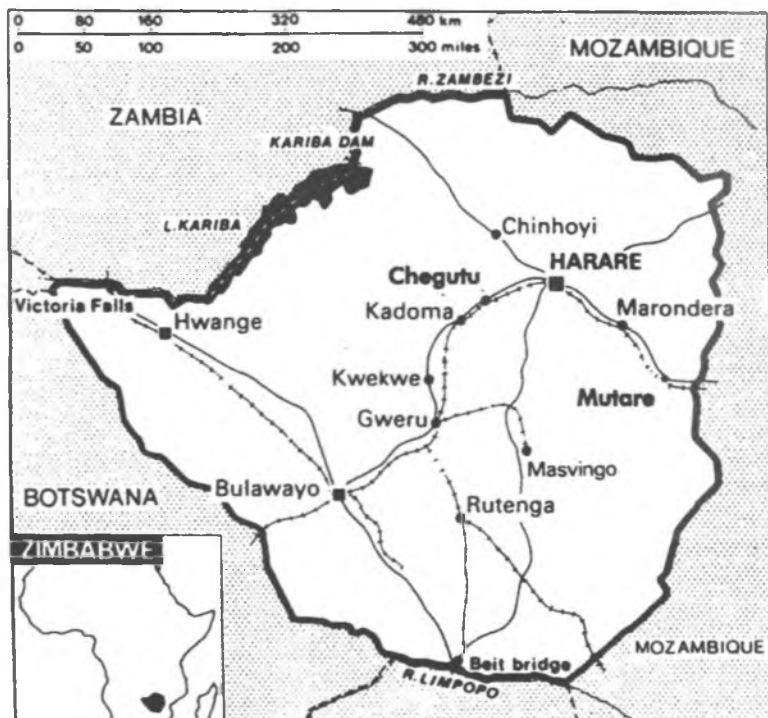 0 80 160 320 480 km
0 50 100 200 300 miles
MOZAMBIQUE
R. ZAMBEZI
ZAMBIA
KARIBA DAM
L. KARIBA
Chinhoyi
HARARE
Chegutu
Victoria Falls
Hwange
Kadoma
Marondera
Kwekwe
Mutare
Gweru
Masvingo
BOTSWANA
Bulawayo
Rutenga
ZIMBABWE
MOZAMBIQUE
Beit bridge
R. LIMPOPO